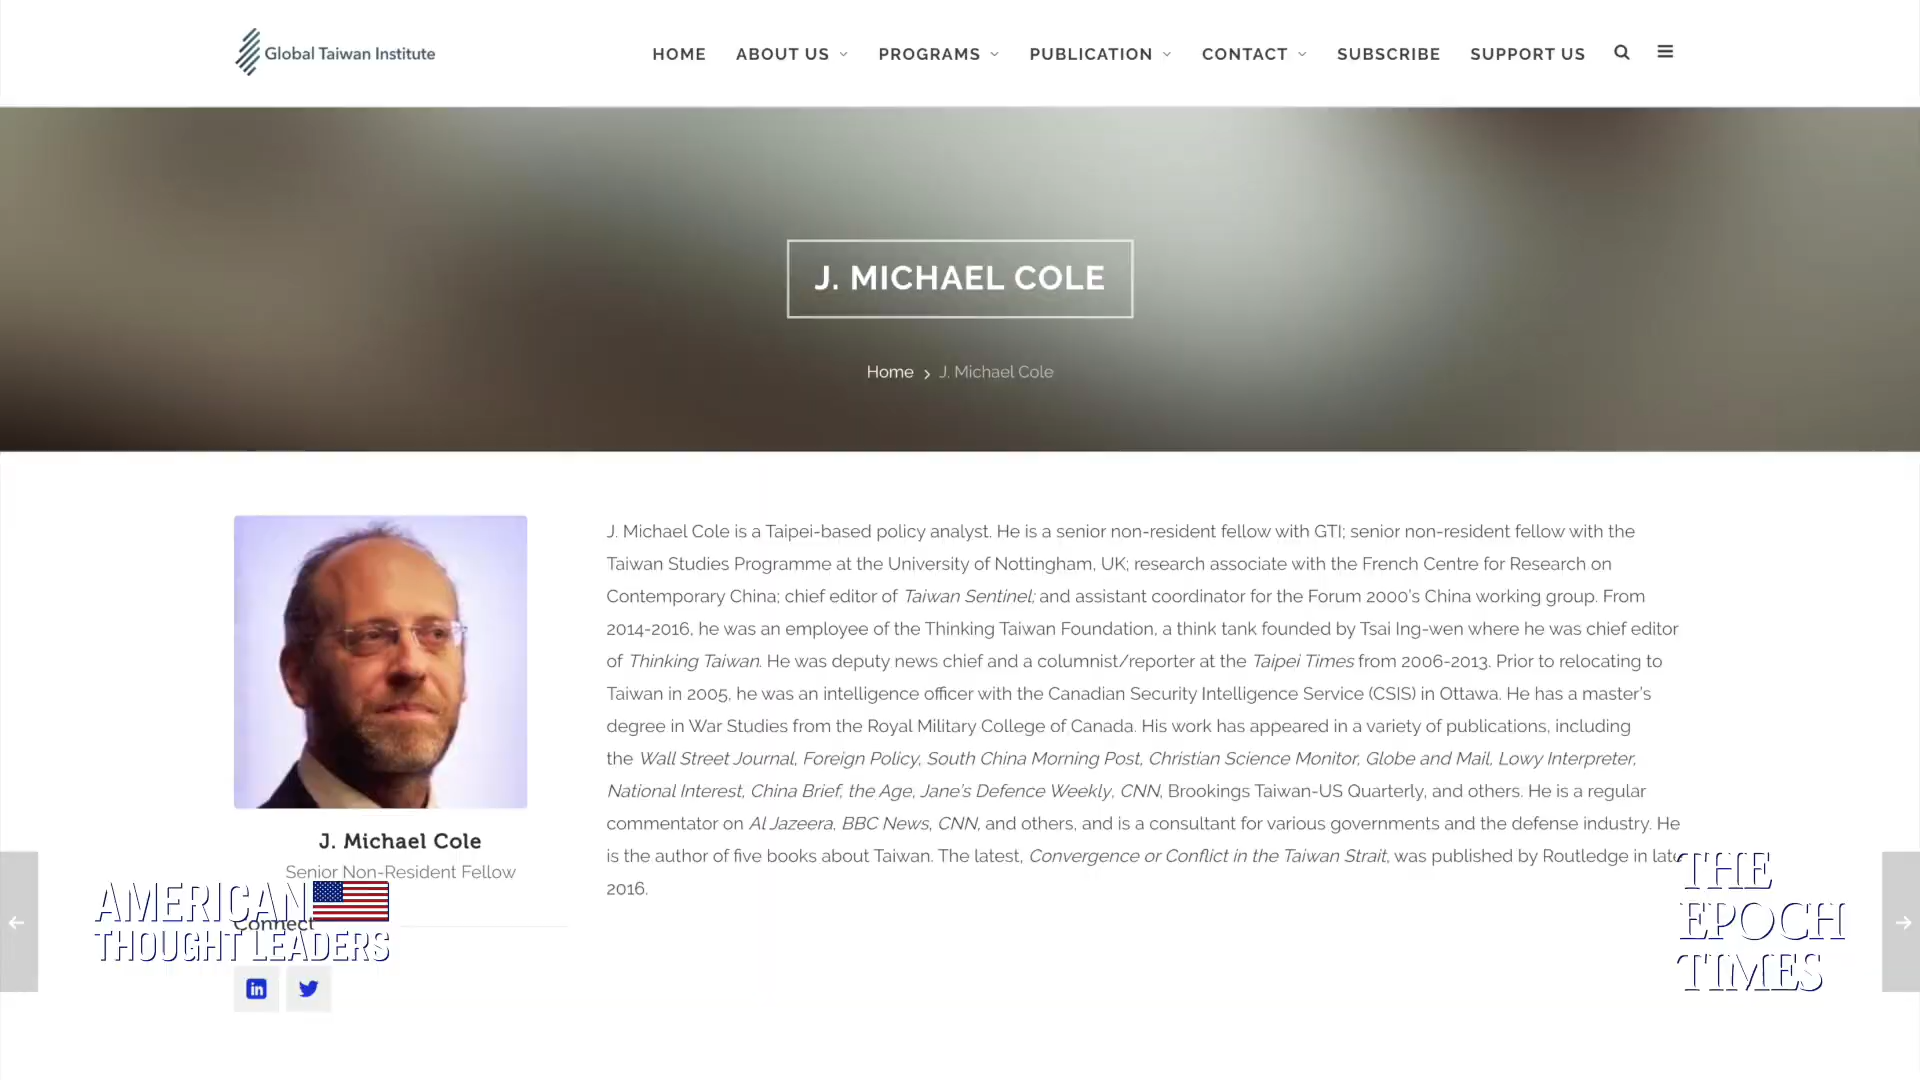 Global Taiwan Institute
HOME ABOUT US PROGRAMS PUBLICATION CONTACT SUBSCRIBE SUPPORT US
J. MICHAEL COLE
Home > J. Michael Cole
J. Michael Cole is a Taipei-based policy analyst. He is a senior non-resident fellow with GTI; senior non-resident fellow with the
Taiwan Studies Programme at the University of Nottingham, UK; research associate with the French Centre for Research on
Contemporary China; chief editor of Taiwan Sentinel; and assistant coordinator for the Forum 2000's China working group. From
2014-2016, he was an employee of the Thinking Taiwan Foundation, a think tank founded by Tsai Ing-wen where he was chief editor
of Thinking Taiwan. He was deputy news chief and a columnist/reporter at the Taipei Times from 2006-2013. Prior to relocating to
Taiwan in 2005, he was an intelligence officer with the Canadian Security Intelligence Service (CSIS) in Ottawa. He has a master's
degree in War Studies from the Royal Military College of Canada. His work has appeared in a variety of publications, including
the Wall Street Journal, Foreign Policy, South China Morning Post, Christian Science Monitor, Globe and Mail, Lowy Interpreter,
National Interest, China Brief, the Age, Jane's Defence Weekly, CNN, Brookings Taiwan-US Quarterly, and others. He is a regular
commentator on Al Jazeera, BBC News, CNN, and others, and is a consultant for various governments and the defense industry. He
is the author of five books about Taiwan. The latest, Convergence or Conflict in the Taiwan Strait, was published by Routledge in late
2016.
J. Michael Cole
Senior Non-Resident Fellow
Connect
in
AMERICAN
THOUGHT LEADERS
THE
EPOCH
TIMES